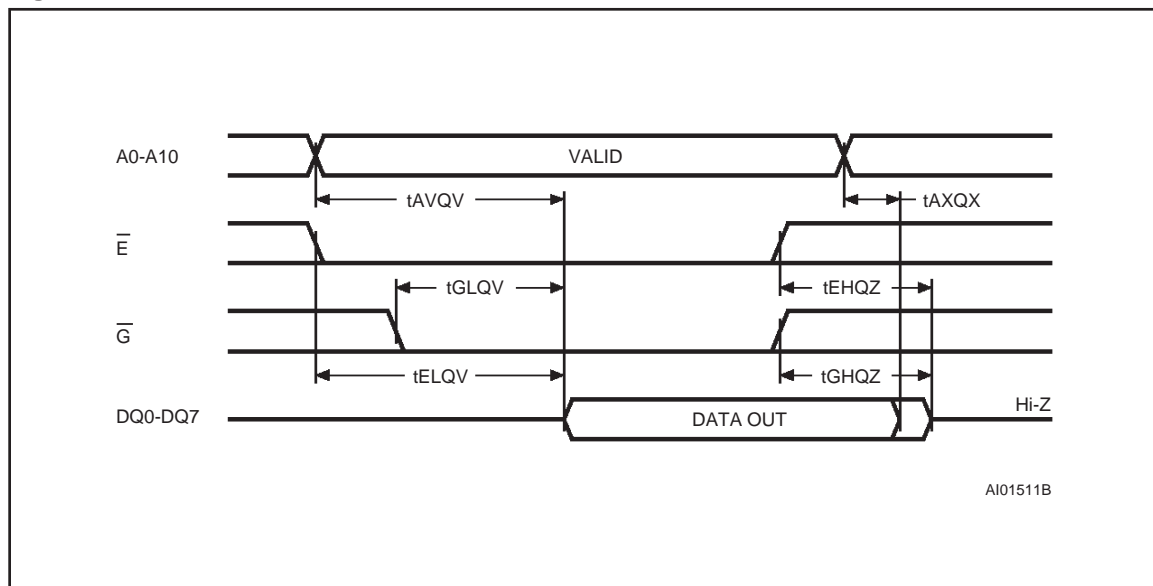 A0-A10
VALID
tAVQV
tAXQX
E
tGLQV
tEHQZ
G
tELQV
tGHQZ
DQ0-DQ7
DATA OUT
Hi-Z
AI01511B